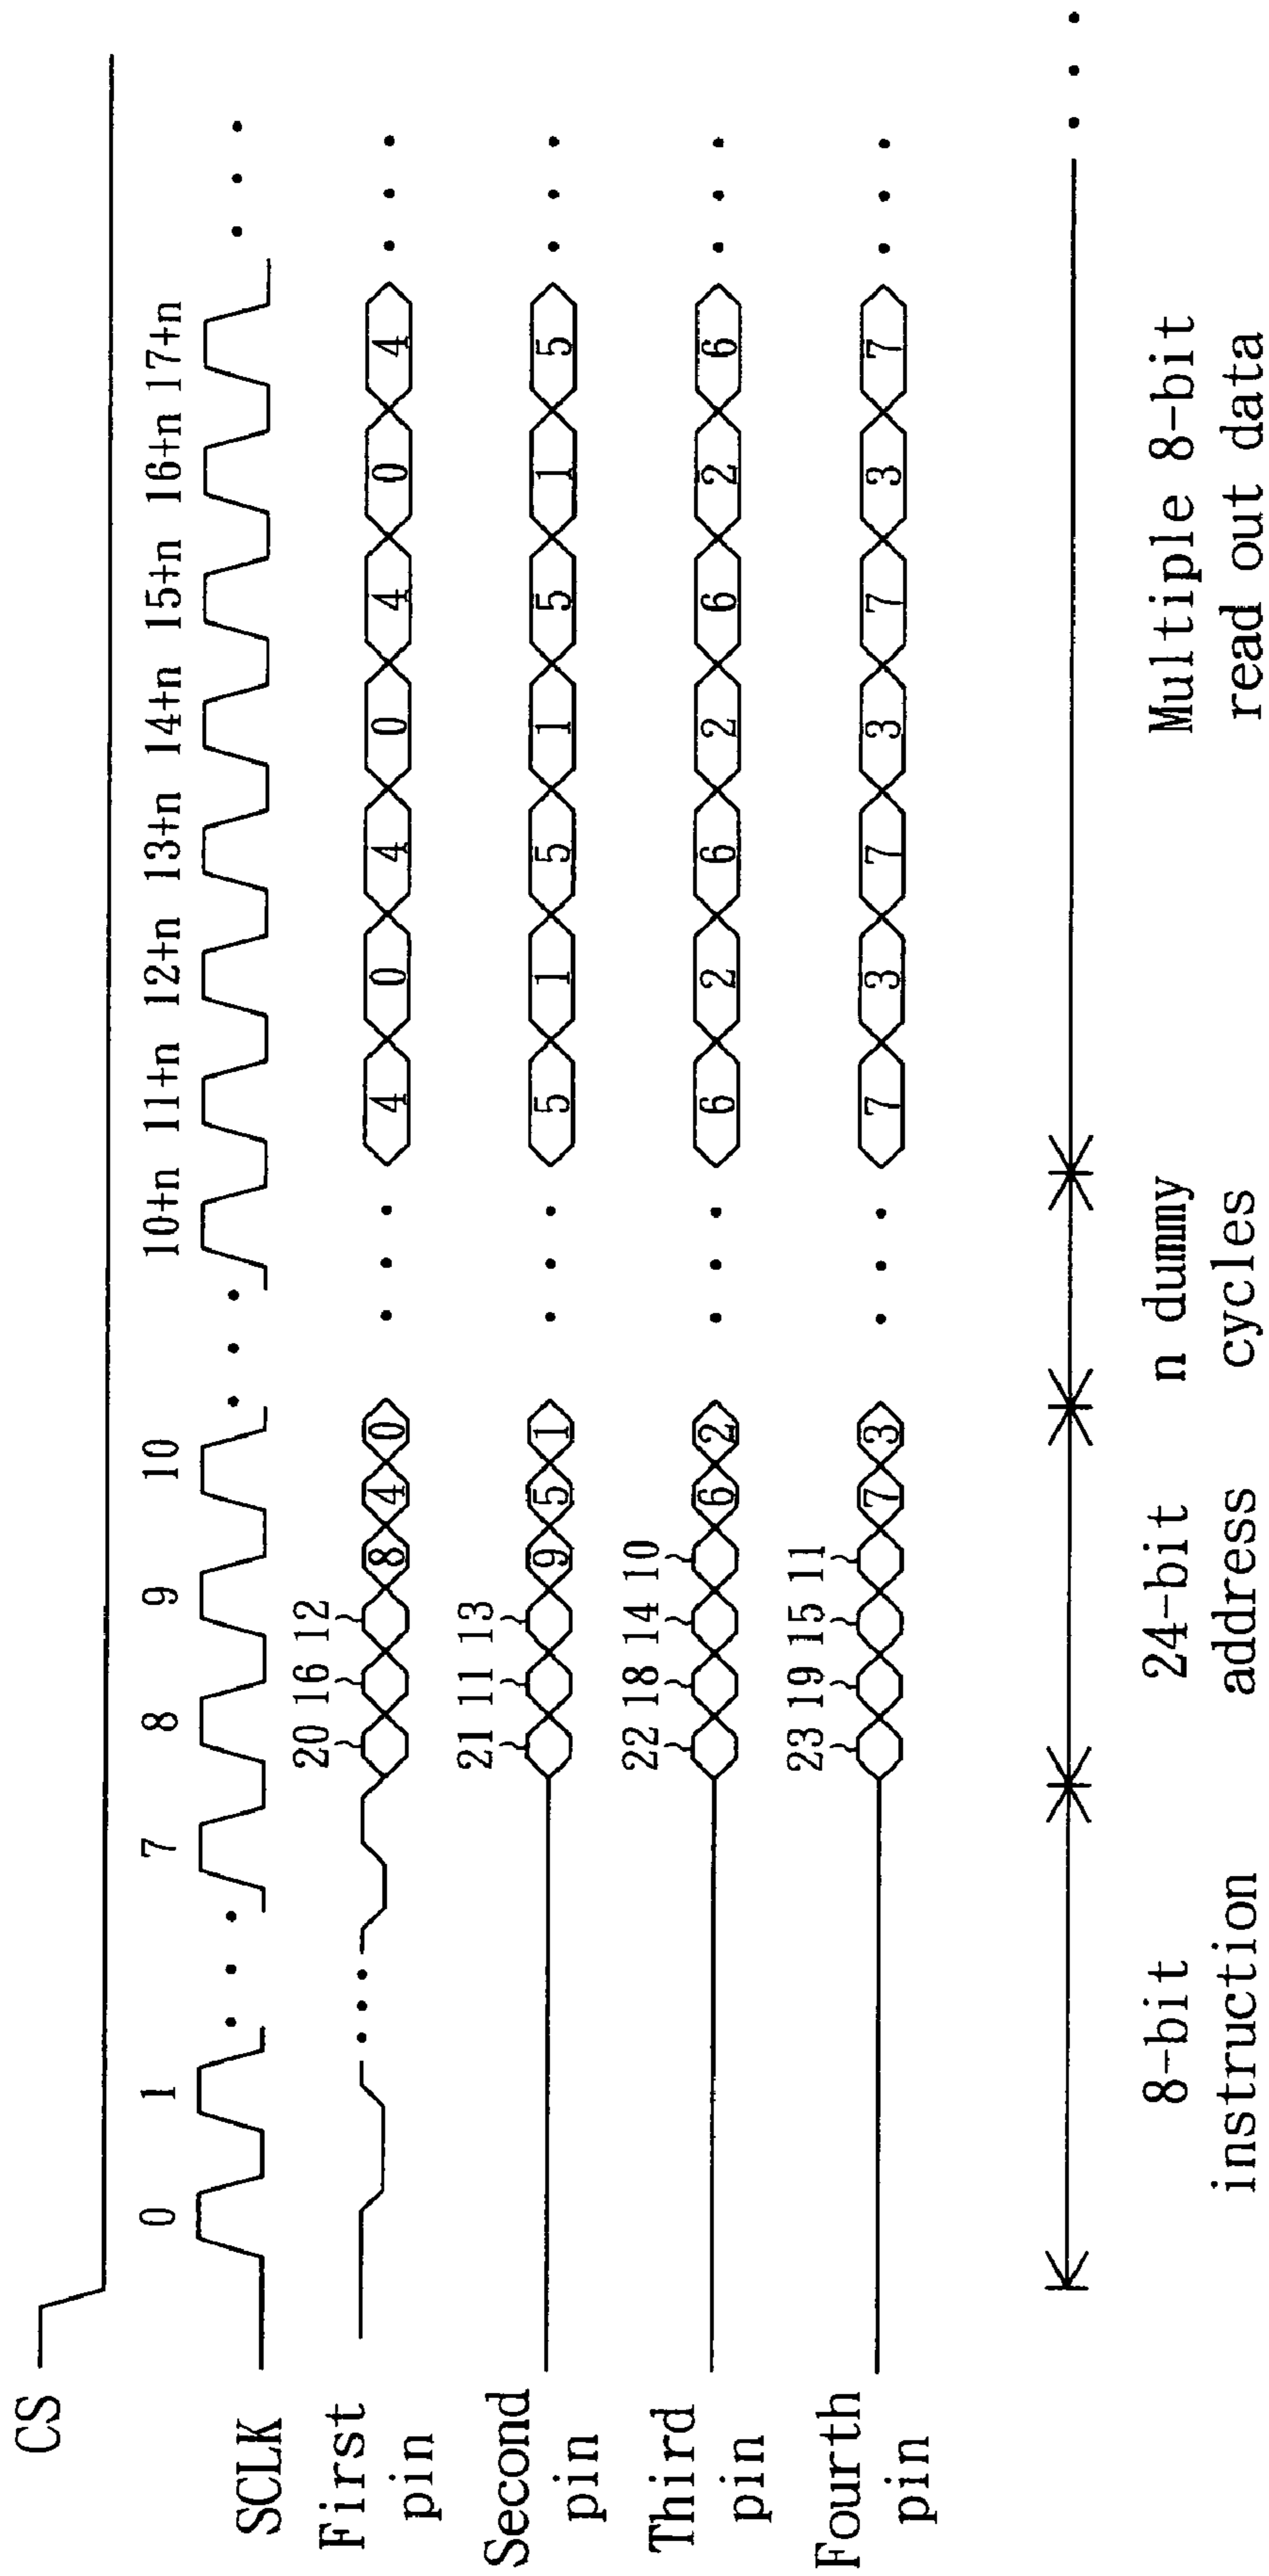 CS
0 1 7 8 9 10 10+n 11+n 12+n 13+n 14+n 15+n 16+n 17+n
SCLK
20 16 12
First pin
8 4 0 4 0 4 0 4 0 4
21 11 13
Second pin
9 5 1 5 1 5 1 5 1 5
22 18 14 10
Third pin
6 2 6 2 6 2 6 2 6
23 19 15 11
Fourth pin
7 3 7 3 7 3 7 3 7
8-bit instruction
24-bit address
n dummy cycles
Multiple 8-bit read out data